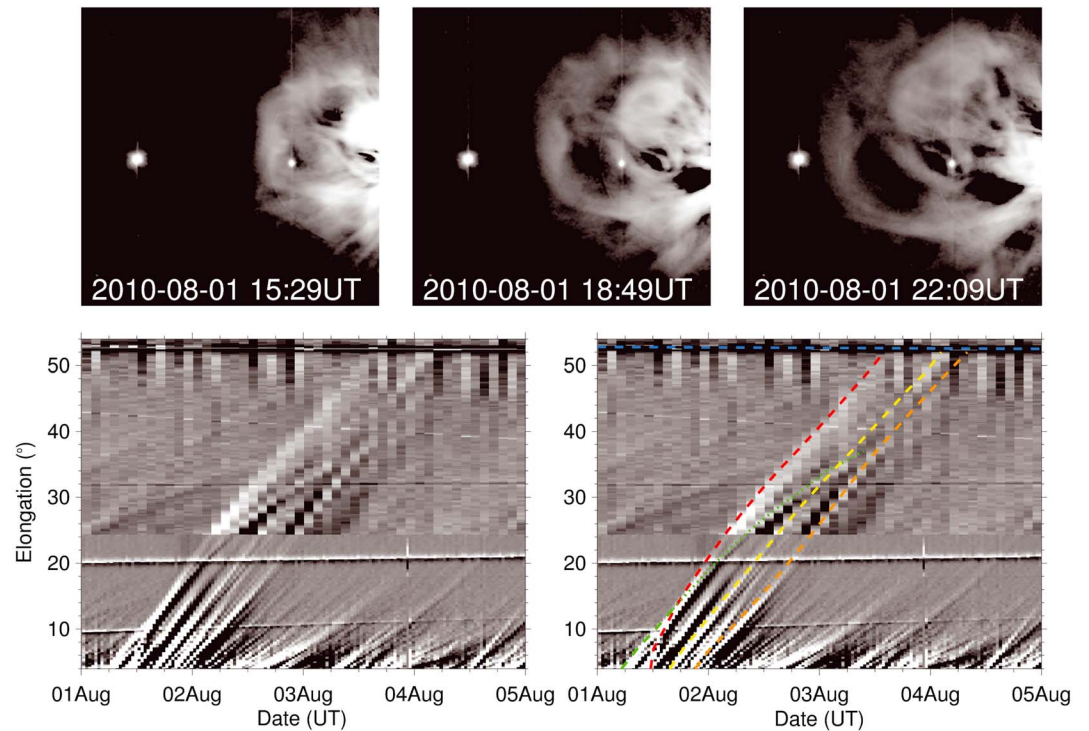 2010-08-01 15:29UT
2010-08-01 18:49UT
2010-08-01 22:09UT
Elongation (°)
50
40
30
20
10
01Aug 02Aug 03Aug 04Aug 05Aug
Date (UT)
50
40
30
20
10
01Aug 02Aug 03Aug 04Aug 05Aug
Date (UT)